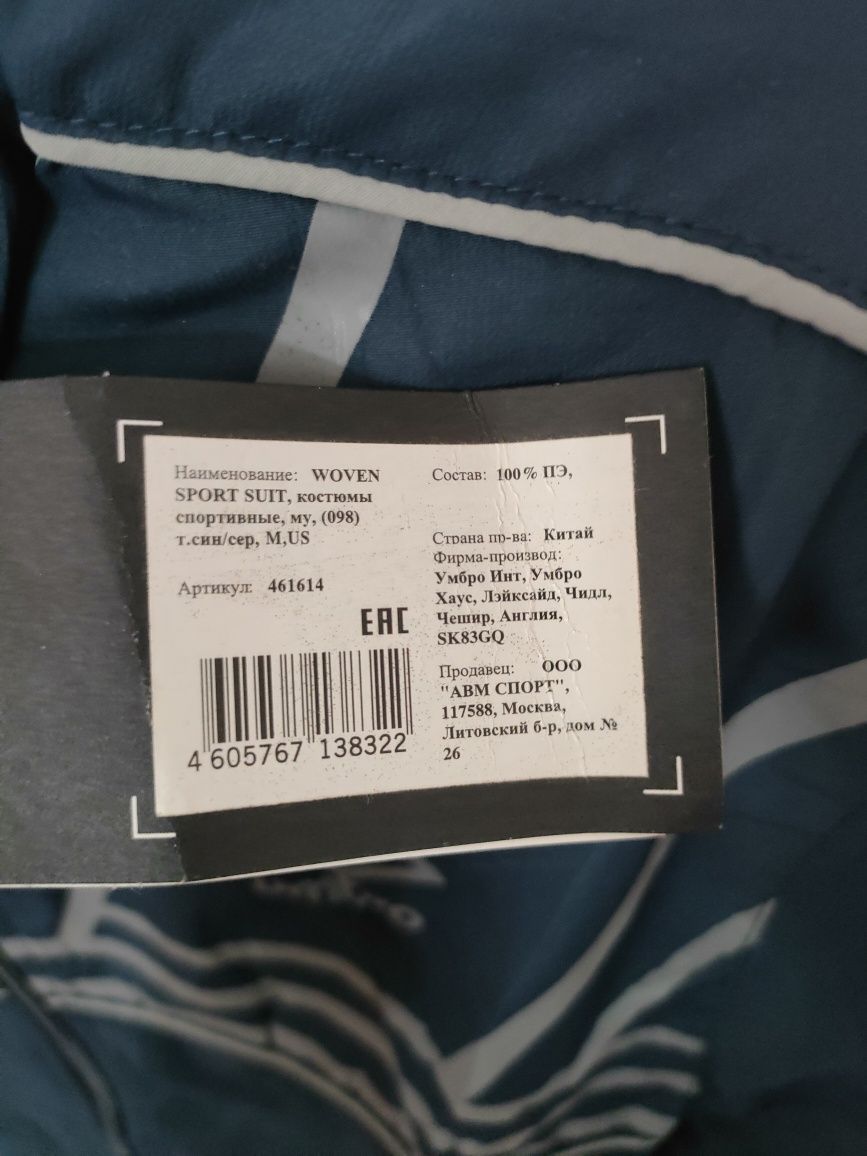 Наименование: WOVEN
SPORT SUIT, костюмы
спортивные, му, (098)
т.син/сер, M,US
Артикул: 461614
EAC
4 605767 138322
Состав: 100% ПЭ,
Страна пр-ва: Китай
Фирма-производ:
Умбро Инт, Умбро
Хаус, Лэйксайд, Чидл,
Чешир, Англия,
SK83GQ
Продавец: ООО
"АВМ СПОРТ",
117588, Москва,
Литовский б-р, дом №
26